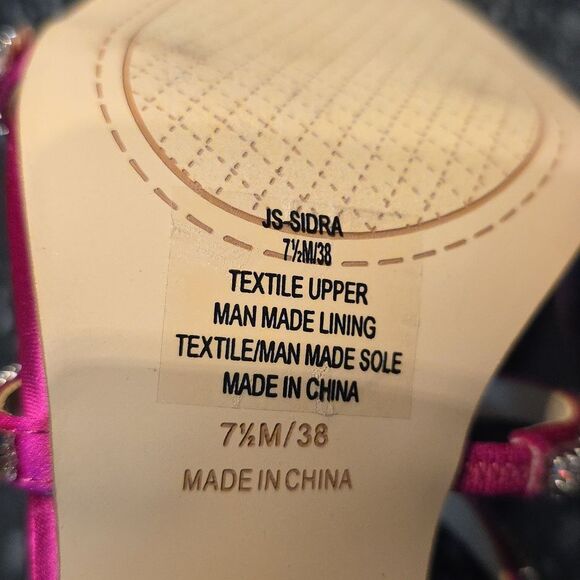 JS-SIDRA
7½M/38
TEXTILE UPPER
MAN MADE LINING
TEXTILE/MAN MADE SOLE
MADE IN CHINA
7½M/38
MADE IN CHINA